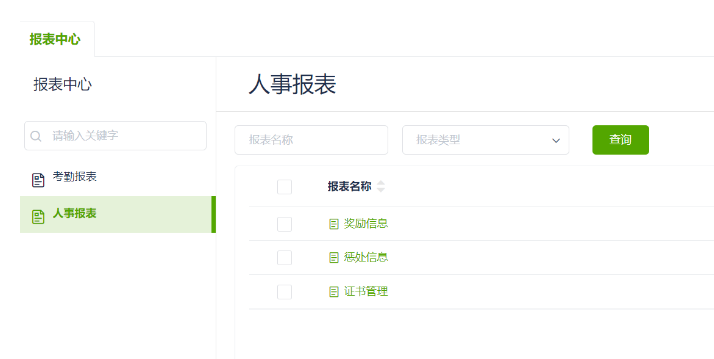 报表中心
报表中心
人事报表
请输入关键字
报表名称
报表类型
查询
考勤报表
人事报表
报表名称
奖励信息
惩处信息
证书管理